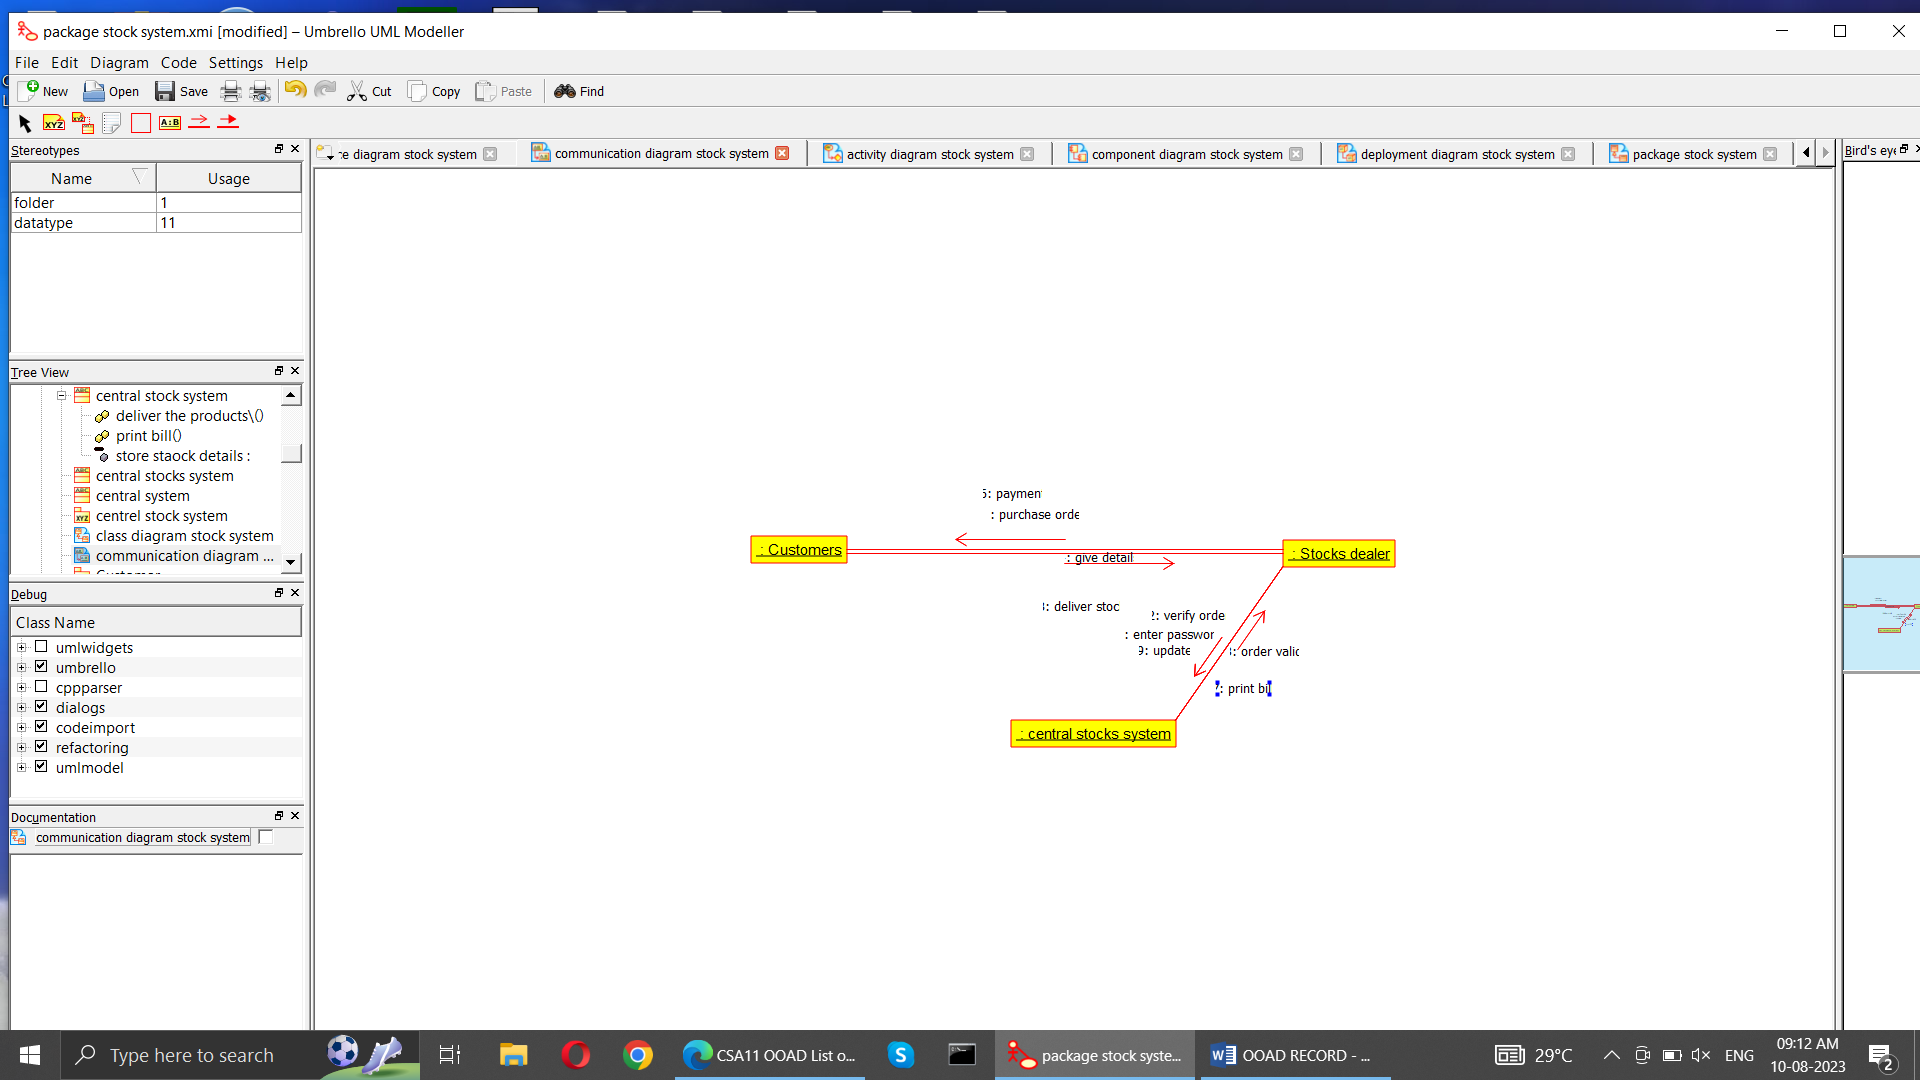 package stock system.xmi [modified] – Umbrello UML Modeller
File Edit Diagram Code Settings Help
New Open Save Cut Copy Paste Find
XYZ XYZ A:B
Stereotypes
Name Usage
folder 1
datatype 11
Tree View
central stock system
deliver the products\()
print bill()
store staock details :
central stocks system
central system
centrel stock system
class diagram stock system
communication diagram ...
Debug
Class Name
umlwidgets
umbrello
cppparser
dialogs
codeimport
refactoring
umlmodel
Documentation
communication diagram stock system
re diagram stock system communication diagram stock system activity diagram stock system component diagram stock system deployment diagram stock system package stock system
Bird's eye
5: paymen
: purchase orde
: Customers
: give detail
: Stocks dealer
: deliver stoc
2: verify orde
: enter passwor
9: update
: order valid
: print bil
: central stocks system
Type here to search
CSA11 OOAD List o...
package stock syste...
OOAD RECORD - ...
29°C
ENG
09:12 AM
10-08-2023
2